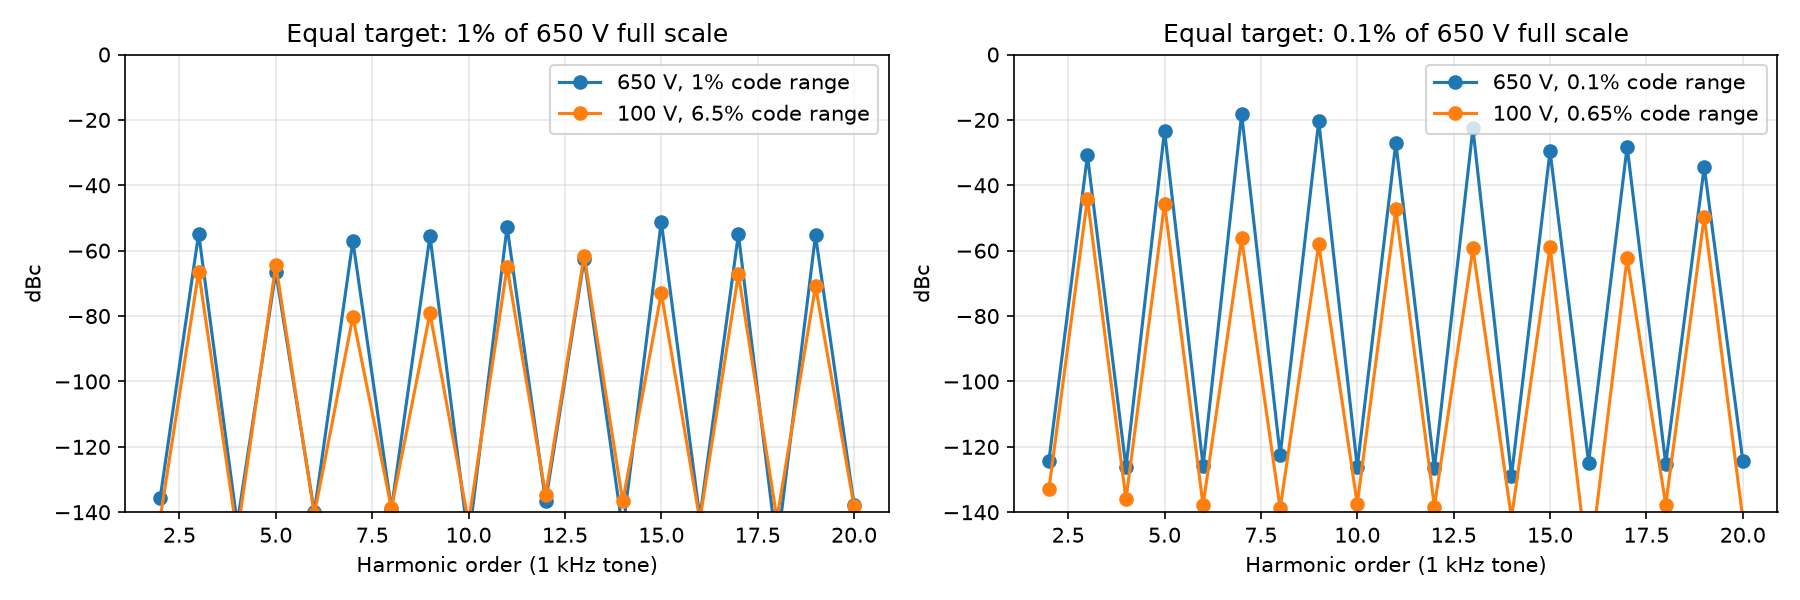 Equal target: 1% of 650 V full scale
650 V, 1% code range
100 V, 6.5% code range
dBc
0
−20
−40
−60
−80
−100
−120
−140
2.5 5.0 7.5 10.0 12.5 15.0 17.5 20.0
Harmonic order (1 kHz tone)
Equal target: 0.1% of 650 V full scale
650 V, 0.1% code range
100 V, 0.65% code range
dBc
0
−20
−40
−60
−80
−100
−120
−140
2.5 5.0 7.5 10.0 12.5 15.0 17.5 20.0
Harmonic order (1 kHz tone)